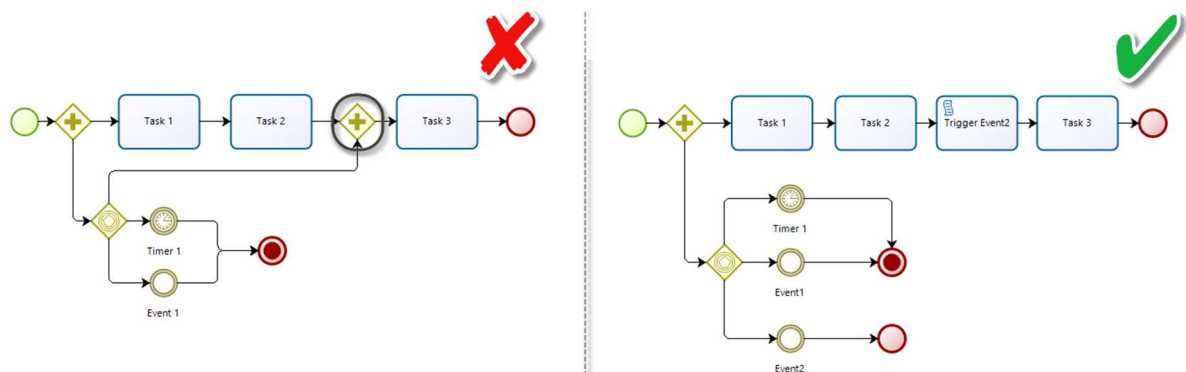 Task 1
Task 2
Task 3
Timer 1
Event 1
Task 1
Task 2
Trigger Event2
Task 3
Timer 1
Event1
Event2